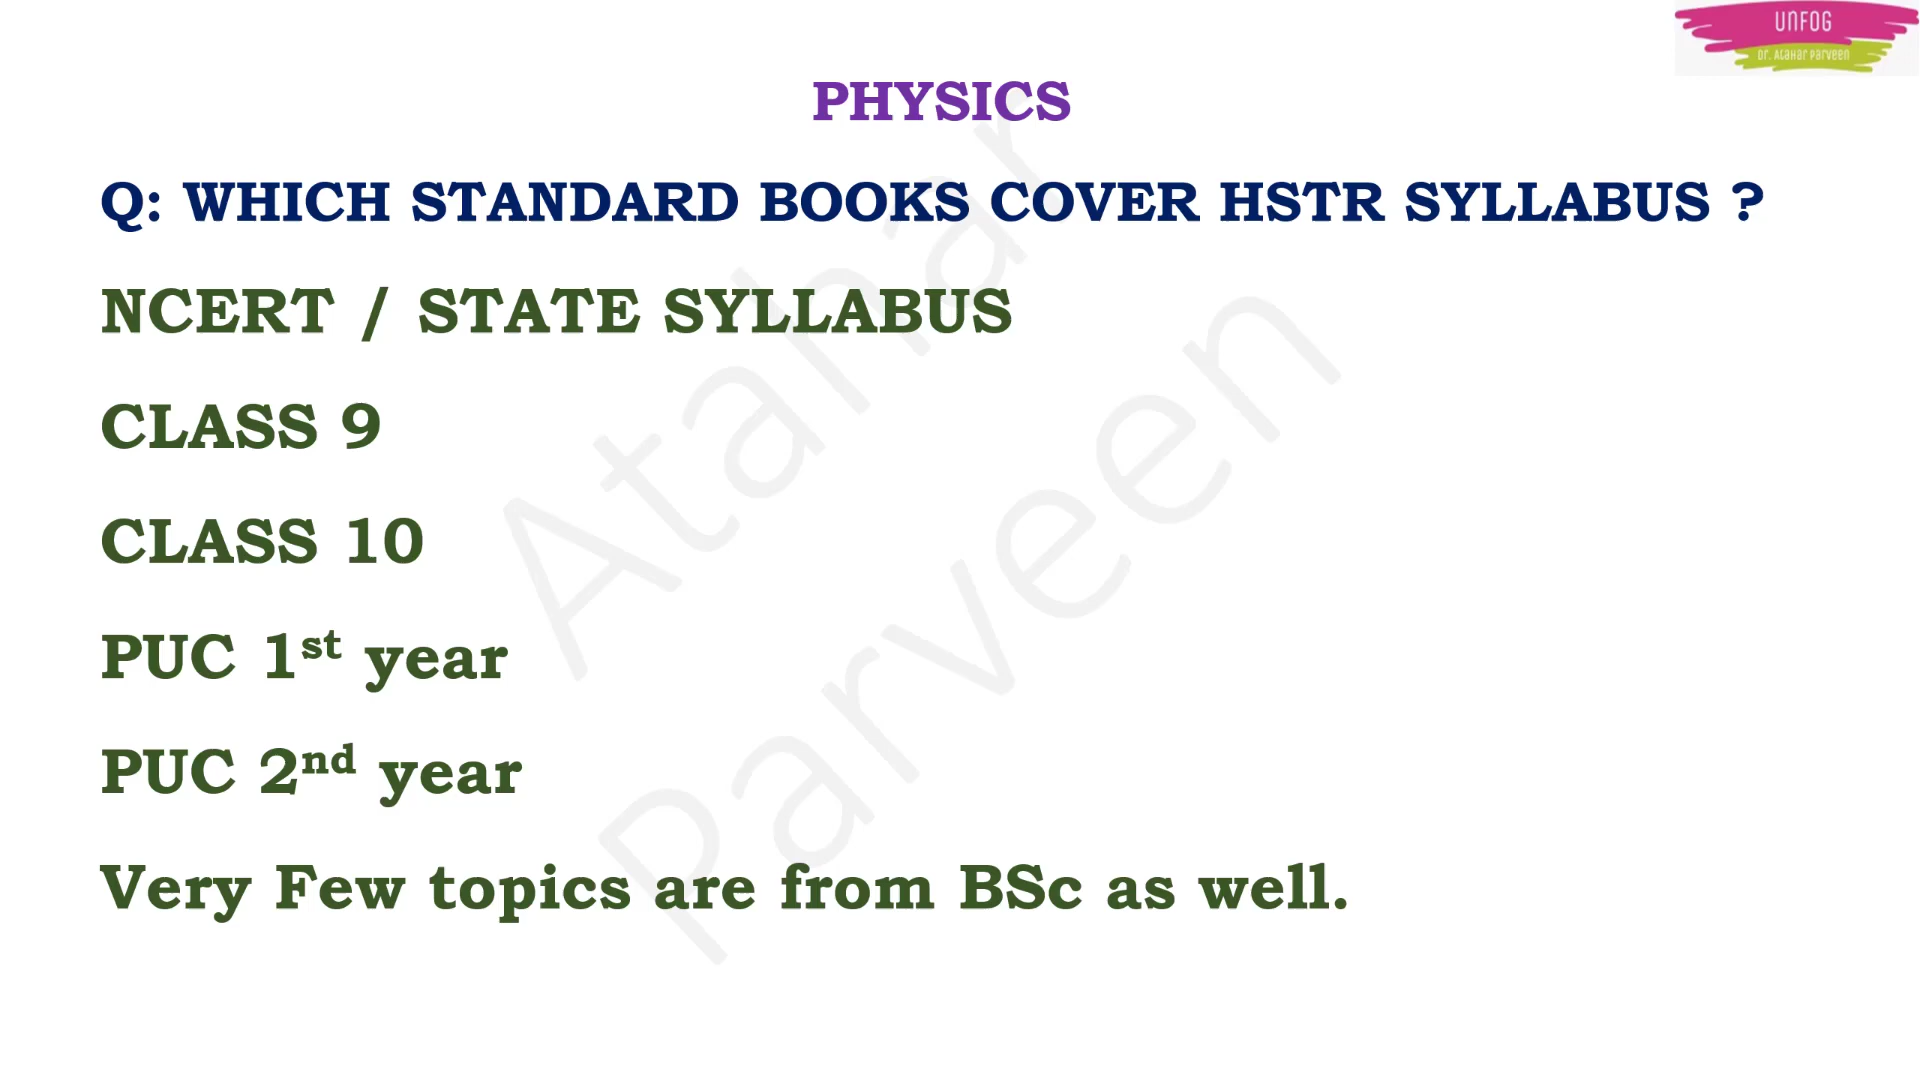 UNFOG
Dr. Atahar Parveen
PHYSICS
Q: WHICH STANDARD BOOKS COVER HSTR SYLLABUS ?
NCERT / STATE SYLLABUS
CLASS 9
CLASS 10
PUC 1st year
PUC 2nd year
Very Few topics are from BSc as well.
Atahar
Parveen